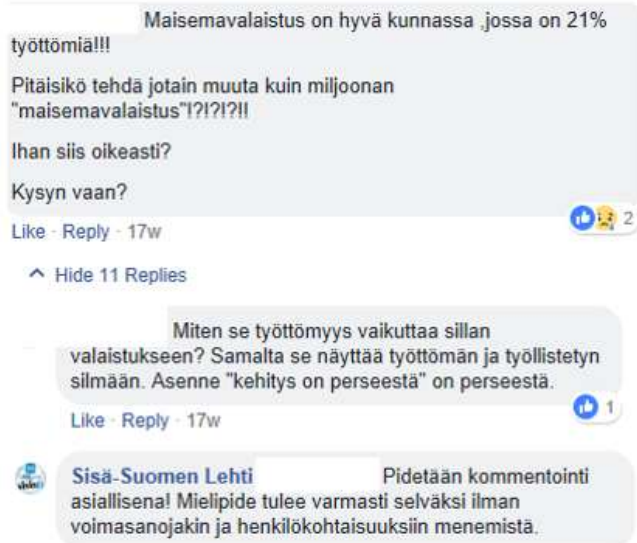 Maisemavalaistus on hyvä kunnassa ,jossa on 21%
työttömiä!!!
Pitäisikö tehdä jotain muuta kuin miljoonan
"maisemavalaistus"!?!?!?!!
Ihan siis oikeasti?
Kysyn vaan?
2
Like · Reply · 17w
Hide 11 Replies
Miten se työttömyys vaikuttaa sillan
valaistukseen? Samalta se näyttää työttömän ja työllistetyn
silmään. Asenne "kehitys on perseestä" on perseestä.
1
Like · Reply · 17w
Sisä-Suomen Lehti Pidetään kommentointi
asiallisena! Mielipide tulee varmasti selväksi ilman
voimasanojakin ja henkilökohtaisuuksiin menemistä.